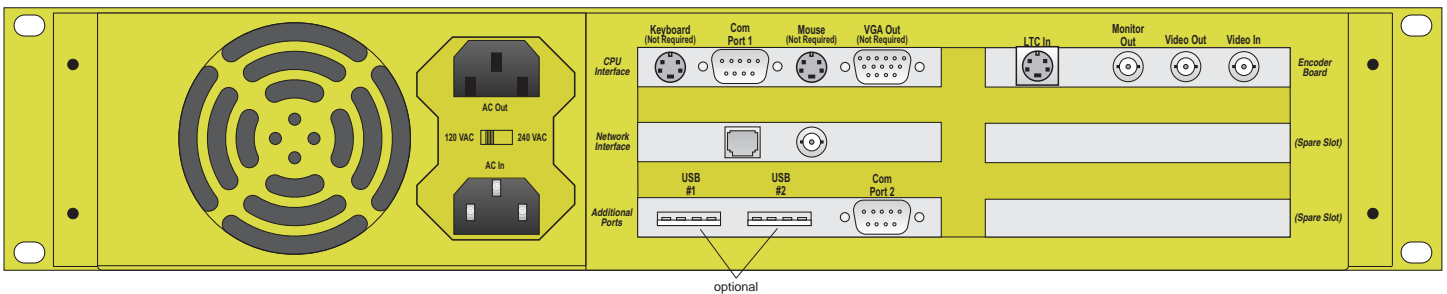 Keyboard
(Not Required)
Com
Port 1
Mouse
(Not Required)
VGA Out
(Not Required)
LTC In
Monitor
Out
Video Out
Video In
CPU
Interface
Encoder
Board
AC Out
120 VAC
240 VAC
AC In
Network
Interface
(Spare Slot)
USB
#1
USB
#2
Com
Port 2
Additional
Ports
(Spare Slot)
optional